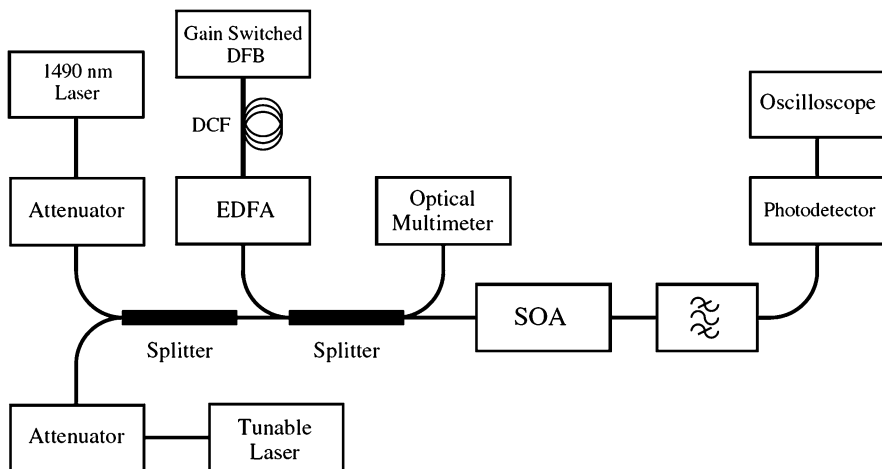 Gain Switched
DFB
1490 nm
Laser
DCF
Oscilloscope
Attenuator
EDFA
Optical
Multimeter
Photodetector
SOA
Splitter
Splitter
Attenuator
Tunable
Laser